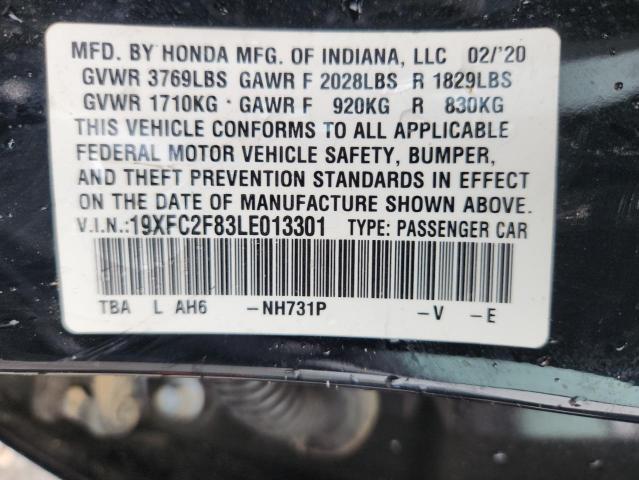 MFD. BY HONDA MFG. OF INDIANA, LLC 02/'20
GVWR 3769LBS GAWR F 2028LBS R 1829LBS
GVWR 1710KG GAWR F 920KG R 830KG
THIS VEHICLE CONFORMS TO ALL APPLICABLE
FEDERAL MOTOR VEHICLE SAFETY, BUMPER,
AND THEFT PREVENTION STANDARDS IN EFFECT
ON THE DATE OF MANUFACTURE SHOWN ABOVE.
V.I.N.:19XFC2F83LE013301 TYPE: PASSENGER CAR
TBA L AH6 -NH731P -V -E